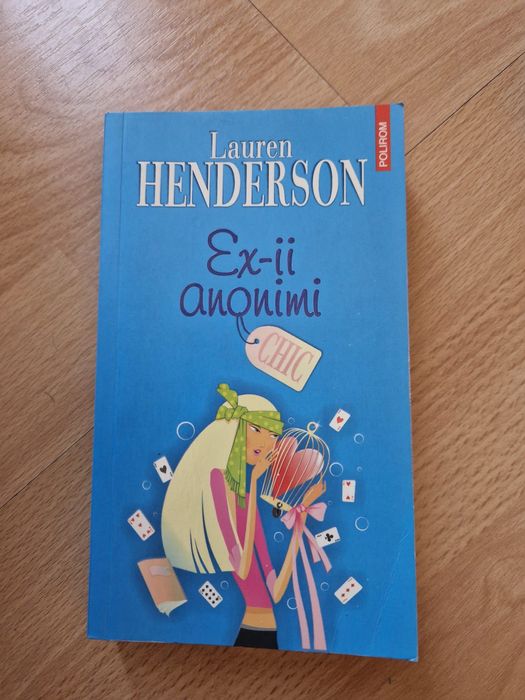 Lauren
HENDERSON
POLIROM
Ex-ii
anonimi
CHIC